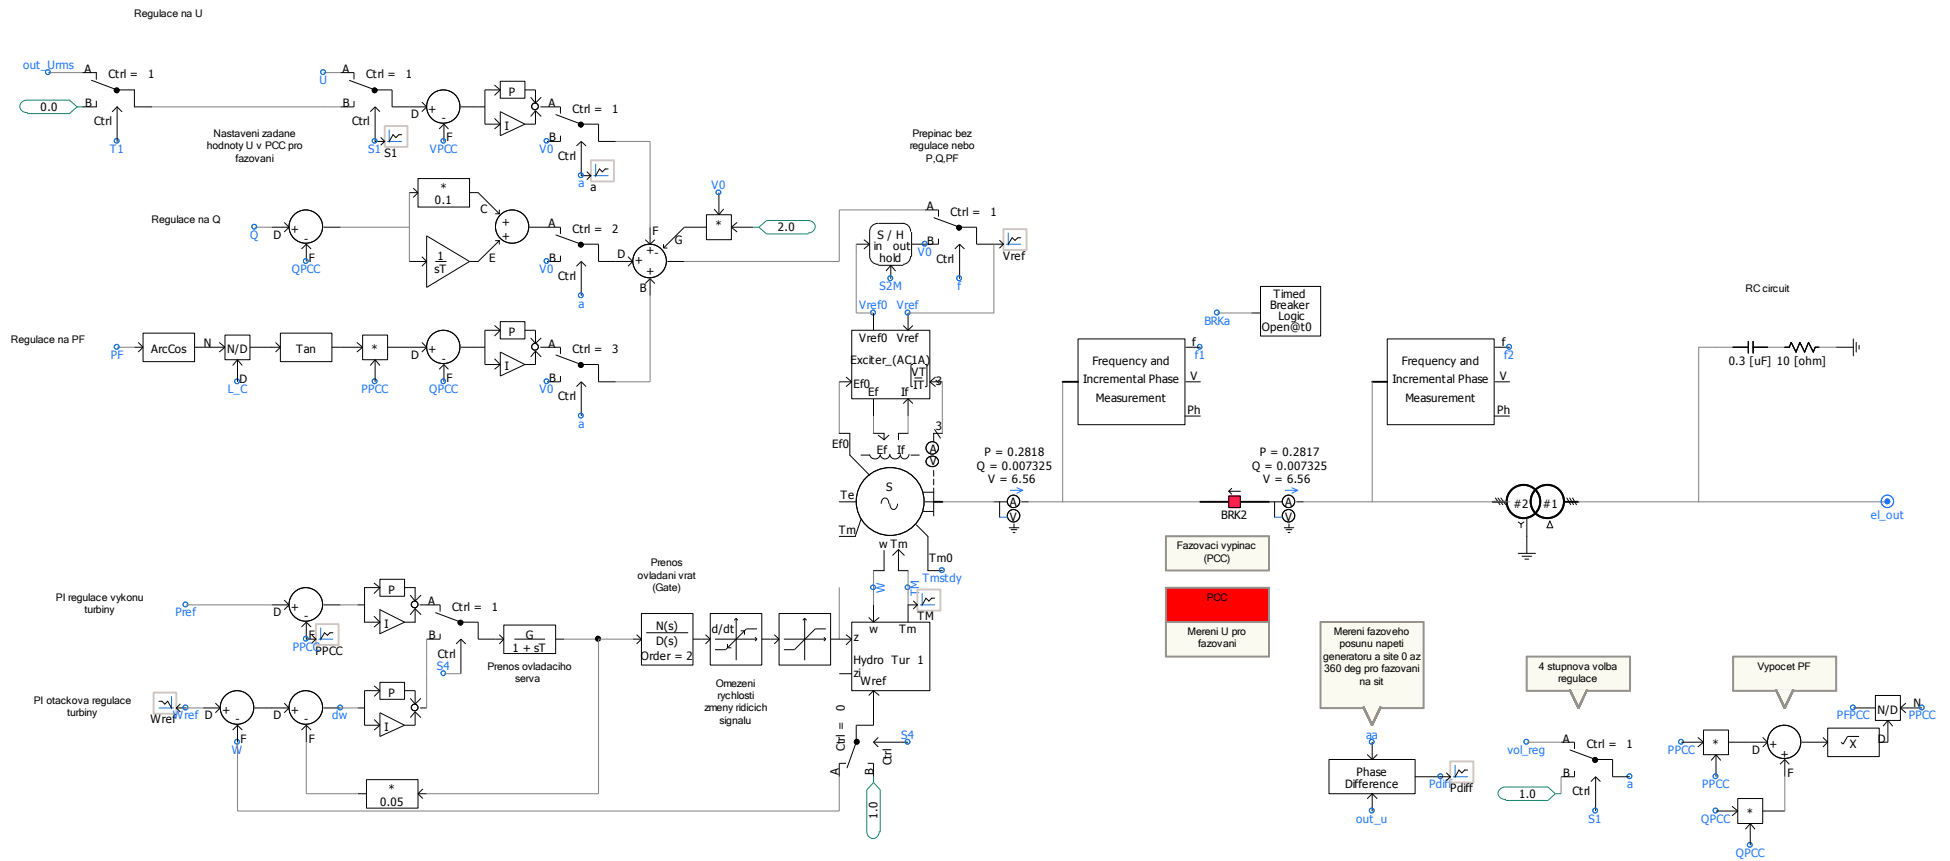 Regulace na U
out_Urms
A
Ctrl = 1
B
0.0
Ctrl
T1
U
A
Ctrl = 1
B
Ctrl
S1
S1
D
+
-
F
VPCC
P
I
A
Ctrl = 1
B
V0
Ctrl
a
a
Nastaveni zadane
hodnoty U v PCC pro
fazovani
Regulace na Q
Q
D
+
-
F
QPCC
*
0.1
C
1
sT
E
+
+
A
Ctrl = 2
B
V0
Ctrl
a
F
D
+
-
+
G
B
V0
*
2.0
Regulace na PF
PF
ArcCos
N
N/D
D
L_C
Tan
*
PPCC
D
+
-
F
QPCC
P
I
A
Ctrl = 3
B
V0
Ctrl
a
Prepinac bez
regulace nebo
P,Q,PF
A
Ctrl = 1
B
V0
Ctrl
f
Vref
S / H
in out
hold
S2M
Vref0 Vref
Vref0 Vref
Exciter_(AC1A)
VT
IT
3
Ef0
Ef If
3
Ef0
Ef If
A
V
S
Te
Tm
w Tm
Tm0
Tmstdy
W
TM
TM
P = 0.2818
Q = 0.007325
V = 6.56
A
V
Frequency and
Incremental Phase
Measurement
f
f1
V
Ph
BRKa
Timed
Breaker
Logic
Open@t0
BRK2
P = 0.2817
Q = 0.007325
V = 6.56
A
V
Frequency and
Incremental Phase
Measurement
f
f2
V
Ph
#2
#1
Y
Δ
RC circuit
0.3 [uF] 10 [ohm]
el_out
Fazovaci vypinac
(PCC)
PCC
Mereni U pro
fazovani
PI regulace vykonu
turbiny
Pref
D
+
-
F
PPCC
PPCC
P
I
A
Ctrl = 1
B
Ctrl
S4
G
1 + sT
Prenos ovladaciho
serva
Prenos
ovladani vrat
(Gate)
N(s)
D(s)
Order = 2
d/dt
Omezeni
rychlosti
zmeny ridicich
signalu
w
Tm
z
Hydro Tur 1
zi
Wref
PI otackova regulace
turbiny
Wref
Wref
D
+
-
F
W
D
+
-
F
dw
P
I
*
0.05
Ctrl = 0
A
B
Ctrl
S4
1.0
Mereni fazoveho
posunu napeti
generatoru a site 0 az
360 deg pro fazovani
na sit
aa
Phase
Difference
Pdiff
Pdiff
out_u
4 stupnova volba
regulace
vol_reg
A
Ctrl = 1
B
1.0
Ctrl
S1
a
Vypocet PF
PPCC
*
PPCC
D
+
+
F
QPCC
*
QPCC
√X
D
N/D
N
PFPCC
PPCC